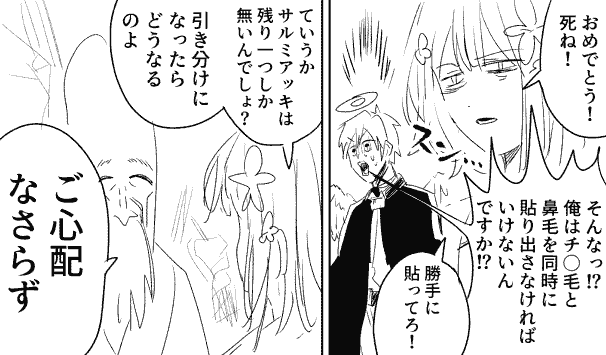 おめでとう!
死ね!
スン…
そんなっ!?
俺はチ〇毛と
鼻毛を同時に
貼り出さなければ
いけないん
ですか!?
勝手に
貼ってろ!
ていうか
サルミアッキは
残り一つしか
無いんでしょ?
引き分けに
なったら
どうなる
のよ
ご心配
なさらず